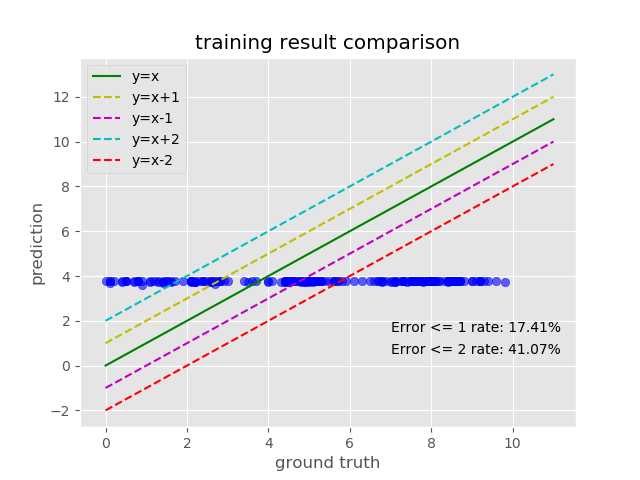 training result comparison
y=x
y=x+1
y=x-1
y=x+2
y=x-2
12
10
8
6
4
2
0
−2
prediction
Error <= 1 rate: 17.41%
Error <= 2 rate: 41.07%
0 2 4 6 8 10
ground truth